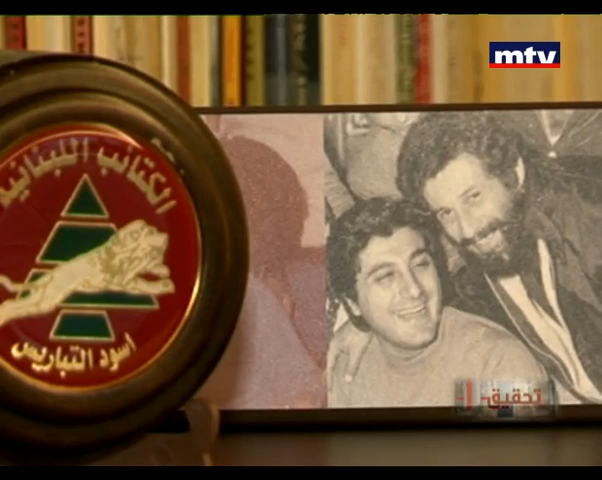 mtv
الكتائب اللبنانية
اسود التباريس
تحقيق